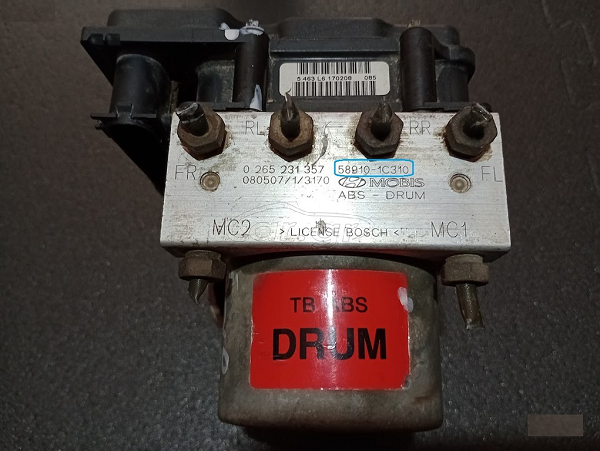 5 463 L6 170208 085
RL RR
0 265 231 357 58910-1C310
FR 080507/1/3170 MOBIS FL
ABS - DRUM
MC2 > LICENSE BOSCH < MC1
TB ABS
DRUM